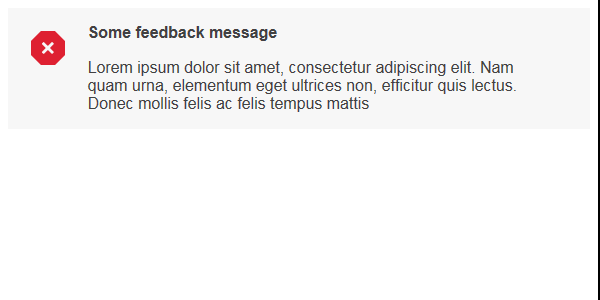 Some feedback message
Lorem ipsum dolor sit amet, consectetur adipiscing elit. Nam
quam urna, elementum eget ultrices non, efficitur quis lectus.
Donec mollis felis ac felis tempus mattis